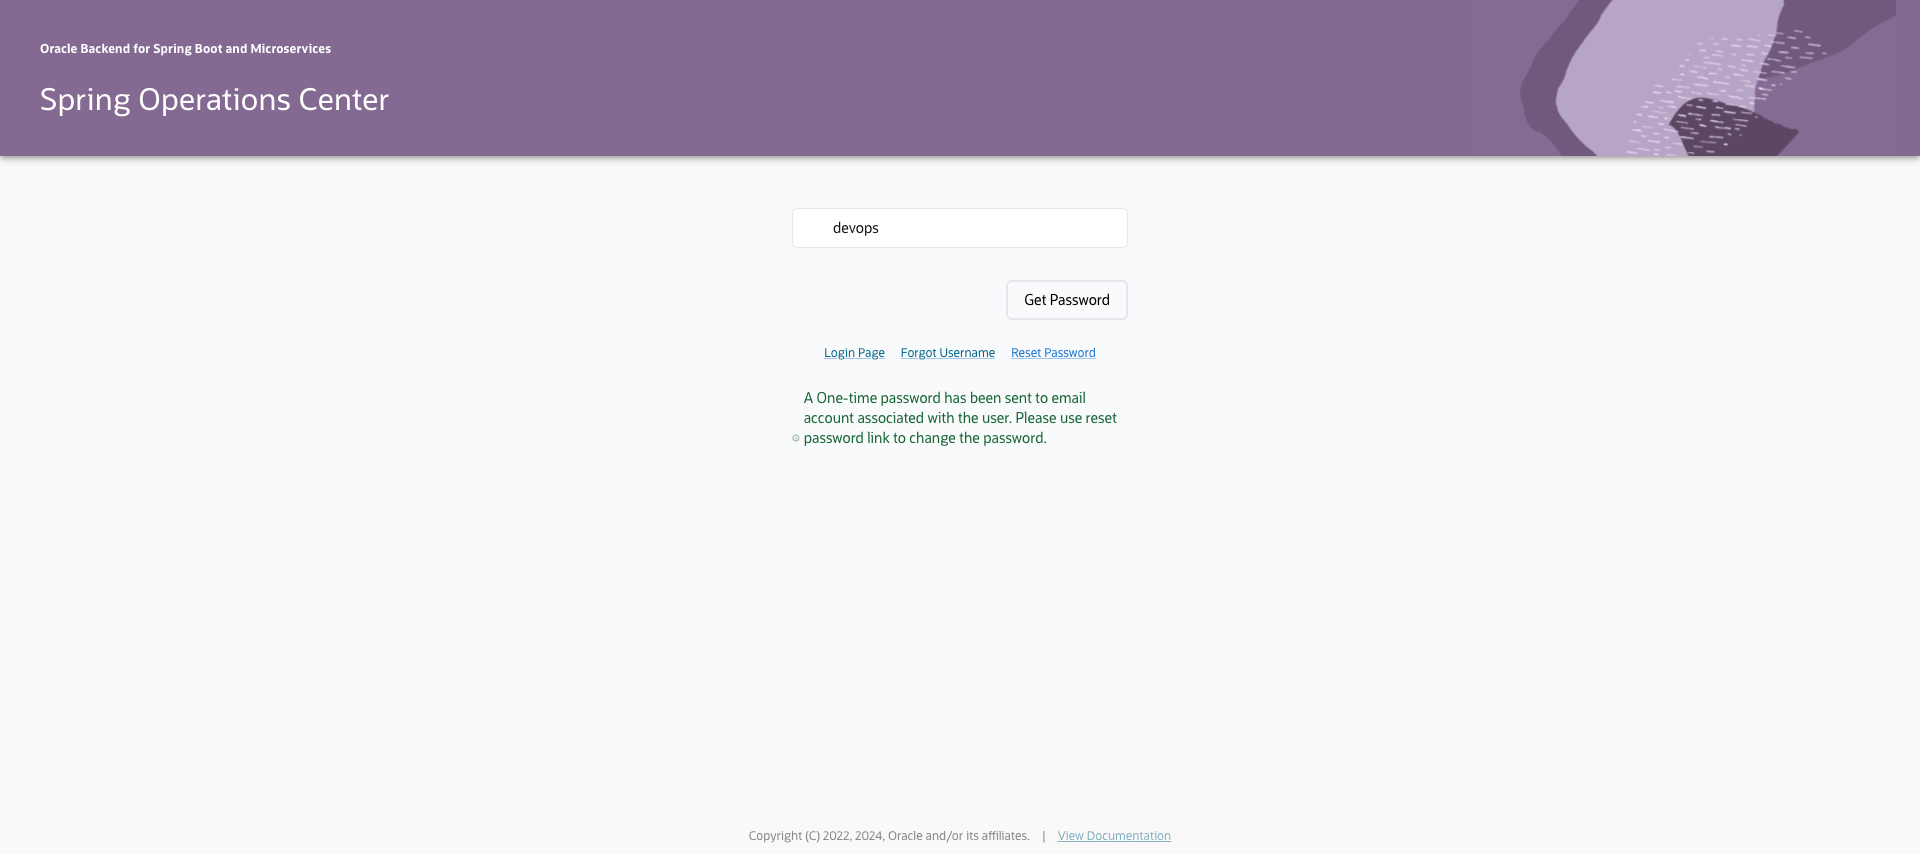 Oracle Backend for Spring Boot and Microservices
Spring Operations Center
devops
Get Password
Login Page Forgot Username Reset Password
A One-time password has been sent to email
account associated with the user. Please use reset
password link to change the password.
Copyright (C) 2022, 2024, Oracle and/or its affiliates. | View Documentation